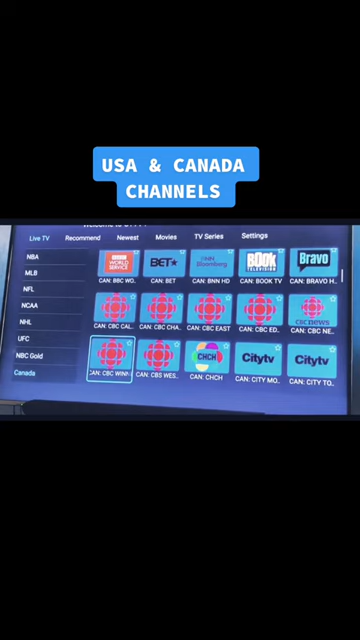 USA & CANADA
CHANNELS
Live TV
Recommend
Newest
Movies
TV Series
Settings
NBA
MLB
NFL
NCAA
NHL
UFC
NBC Gold
Canada
BBC
WORLD
SERVICE
BET★
BNN
Bloomberg
BOOK
TELEVISION
Bravo
CAN: BBC WO..
CAN: BET
CAN: BNN HD
CAN: BOOK TV
CAN: BRAVO H..
CBCnews
CAN: CBC CAL..
CAN: CBC CHA..
CAN: CBC EAST
CAN: CBC ED..
CAN: CBC NE..
CHCH
Citytv
Citytv
CAN: CBC WINN
CAN: CBS WES..
CAN: CHCH
CAN: CITY MO..
CAN: CITY TO..